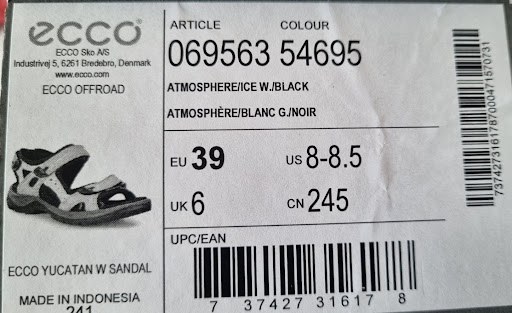 ecco
ECCO Sko A/S
Industrivej 5, 6261 Bredebro, Denmark
www.ecco.com
ECCO OFFROAD
ECCO YUCATAN W SANDAL
MADE IN INDONESIA
241
ARTICLE COLOUR
069563 54695
ATMOSPHERE/ICE W./BLACK
ATMOSPHÈRE/BLANC G./NOIR
EU 39 US 8-8.5
UK 6 CN 245
UPC/EAN
7 37427 31617 8
7374273161787000471570731